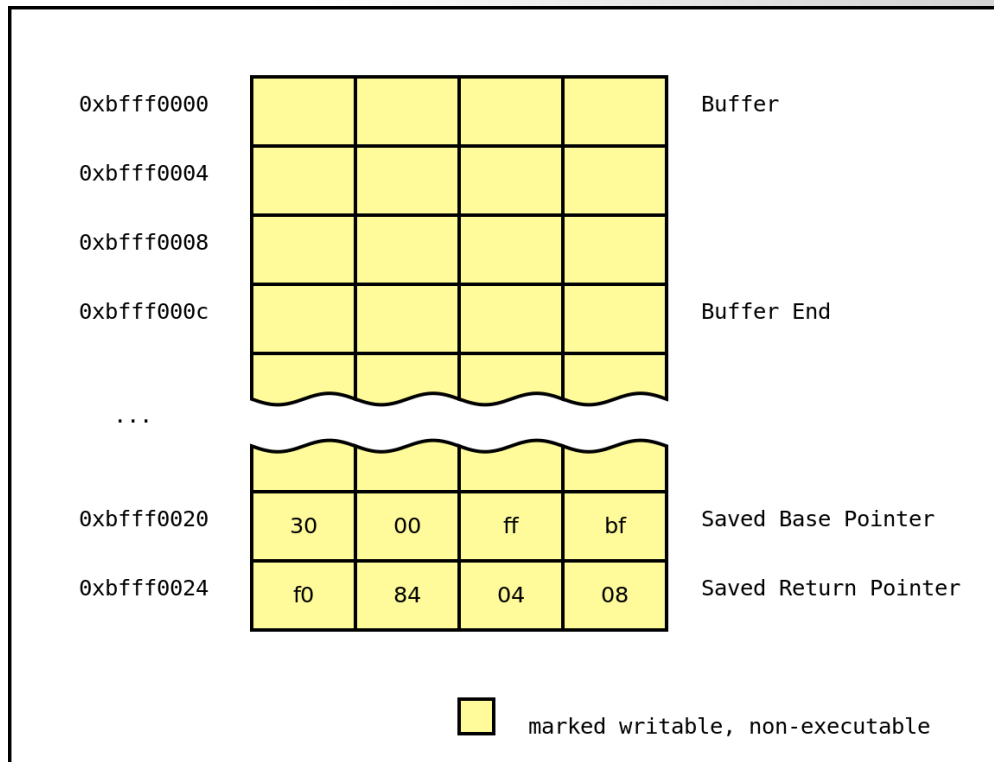 0xbfff0000 Buffer
0xbfff0004
0xbfff0008
0xbfff000c Buffer End
...
0xbfff0020 30 00 ff bf Saved Base Pointer
0xbfff0024 f0 84 04 08 Saved Return Pointer
marked writable, non-executable